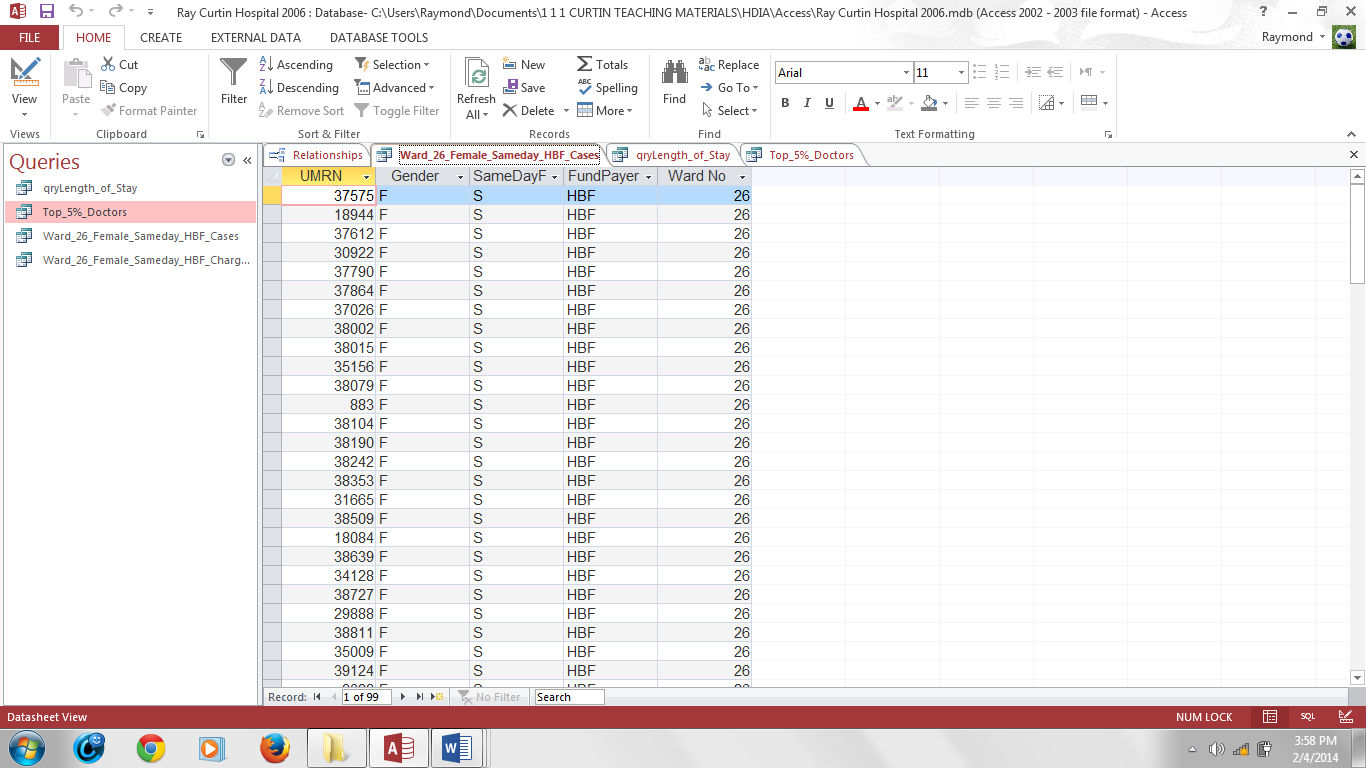 Ray Curtin Hospital 2006 : Database- C:\Users\Raymond\Documents\1 1 1 CURTIN TEACHING MATERIALS\HDIA\Access\Ray Curtin Hospital 2006.mdb (Access 2002 - 2003 file format) - Access
FILE HOME CREATE EXTERNAL DATA DATABASE TOOLS Raymond
View Paste Cut Copy Format Painter
Filter Ascending Descending Remove Sort Selection Advanced Toggle Filter
Refresh All New Save Delete Totals Spelling More
Find Replace Go To Select
Arial 11
B I U A
Views Clipboard Sort & Filter Records Find Text Formatting
Queries
qryLength_of_Stay
Top_5%_Doctors
Ward_26_Female_Sameday_HBF_Cases
Ward_26_Female_Sameday_HBF_Charg...
Relationships Ward_26_Female_Sameday_HBF_Cases qryLength_of_Stay Top_5%_Doctors
UMRN Gender SameDayF FundPayer Ward No
37575 F S HBF 26
18944 F S HBF 26
37612 F S HBF 26
30922 F S HBF 26
37790 F S HBF 26
37864 F S HBF 26
37026 F S HBF 26
38002 F S HBF 26
38015 F S HBF 26
35156 F S HBF 26
38079 F S HBF 26
883 F S HBF 26
38104 F S HBF 26
38190 F S HBF 26
38242 F S HBF 26
38353 F S HBF 26
31665 F S HBF 26
38509 F S HBF 26
18084 F S HBF 26
38639 F S HBF 26
34128 F S HBF 26
38727 F S HBF 26
29888 F S HBF 26
38811 F S HBF 26
35009 F S HBF 26
39124 F S HBF 26
Record: 1 of 99 No Filter Search
Datasheet View NUM LOCK SQL
3:58 PM
2/4/2014